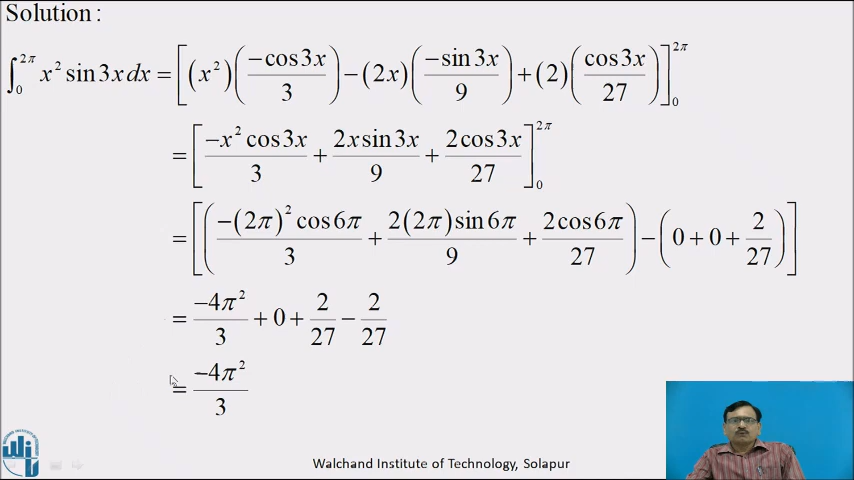 Solution :
∫₀^{2π} x² sin 3x dx = [(x²)(−cos3x/3) − (2x)(−sin3x/9) + (2)(cos3x/27)]₀^{2π}
= [−x² cos3x/3 + 2x sin3x/9 + 2cos3x/27]₀^{2π}
= [(−(2π)² cos6π/3 + 2(2π)sin6π/9 + 2cos6π/27) − (0 + 0 + 2/27)]
= −4π²/3 + 0 + 2/27 − 2/27
= −4π²/3
Walchand Institute of Technology, Solapur